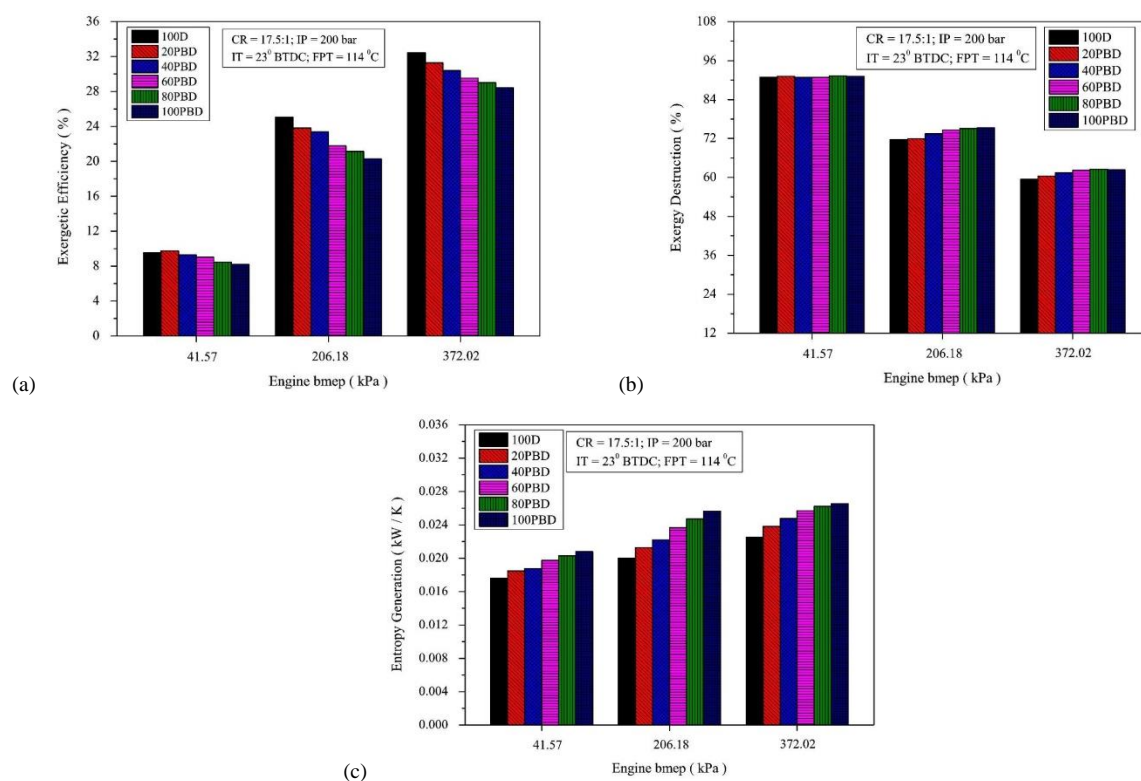 36
32
28
24
20
16
12
8
4
0
Exergetic Efficiency ( % )
100D
20PBD
40PBD
60PBD
80PBD
100PBD
CR = 17.5:1; IP = 200 bar
IT = 23⁰ BTDC; FPT = 114 ⁰C
41.57 206.18 372.02
Engine bmep ( kPa )
(a)
108
96
84
72
60
48
36
24
12
Exergy Destruction ( % )
CR = 17.5:1; IP = 200 bar
IT = 23⁰ BTDC; FPT = 114 ⁰C
100D
20PBD
40PBD
60PBD
80PBD
100PBD
41.57 206.18 372.02
Engine bmep ( kPa )
(b)
0.036
0.032
0.028
0.024
0.020
0.016
0.012
0.008
0.004
0.000
Entropy Generation ( kW / K )
100D
20PBD
40PBD
60PBD
80PBD
100PBD
CR = 17.5:1; IP = 200 bar
IT = 23⁰ BTDC; FPT = 114 ⁰C
41.57 206.18 372.02
Engine bmep ( kPa )
(c)